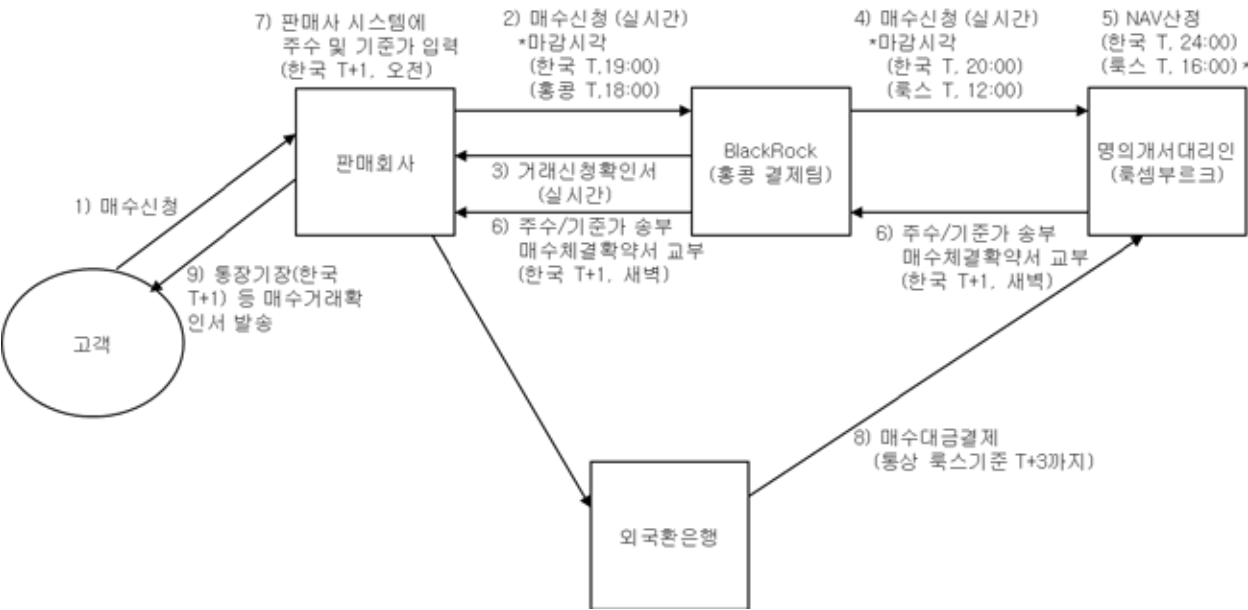 7) 판매사 시스템에
주수 및 기준가 입력
(한국 T+1, 오전)
2) 매수신청 (실시간)
*마감시각
(한국 T,19:00)
(홍콩 T,18:00)
4) 매수신청 (실시간)
*마감시각
(한국 T, 20:00)
(룩스 T, 12:00)
5) NAV산정
(한국 T, 24:00)
(룩스 T, 16:00)*
판매회사
BlackRock
(홍콩 결제팀)
명의개서대리인
(룩셈부르크)
3) 거래신청확인서
(실시간)
1) 매수신청
6) 주수/기준가 송부
매수체결확약서 교부
(한국 T+1, 새벽)
6) 주수/기준가 송부
매수체결확약서 교부
(한국 T+1, 새벽)
9) 통장기장(한국
T+1) 등 매수거래확
인서 발송
고객
8) 매수대금결제
(통상 룩스기준 T+3까지)
외국환은행